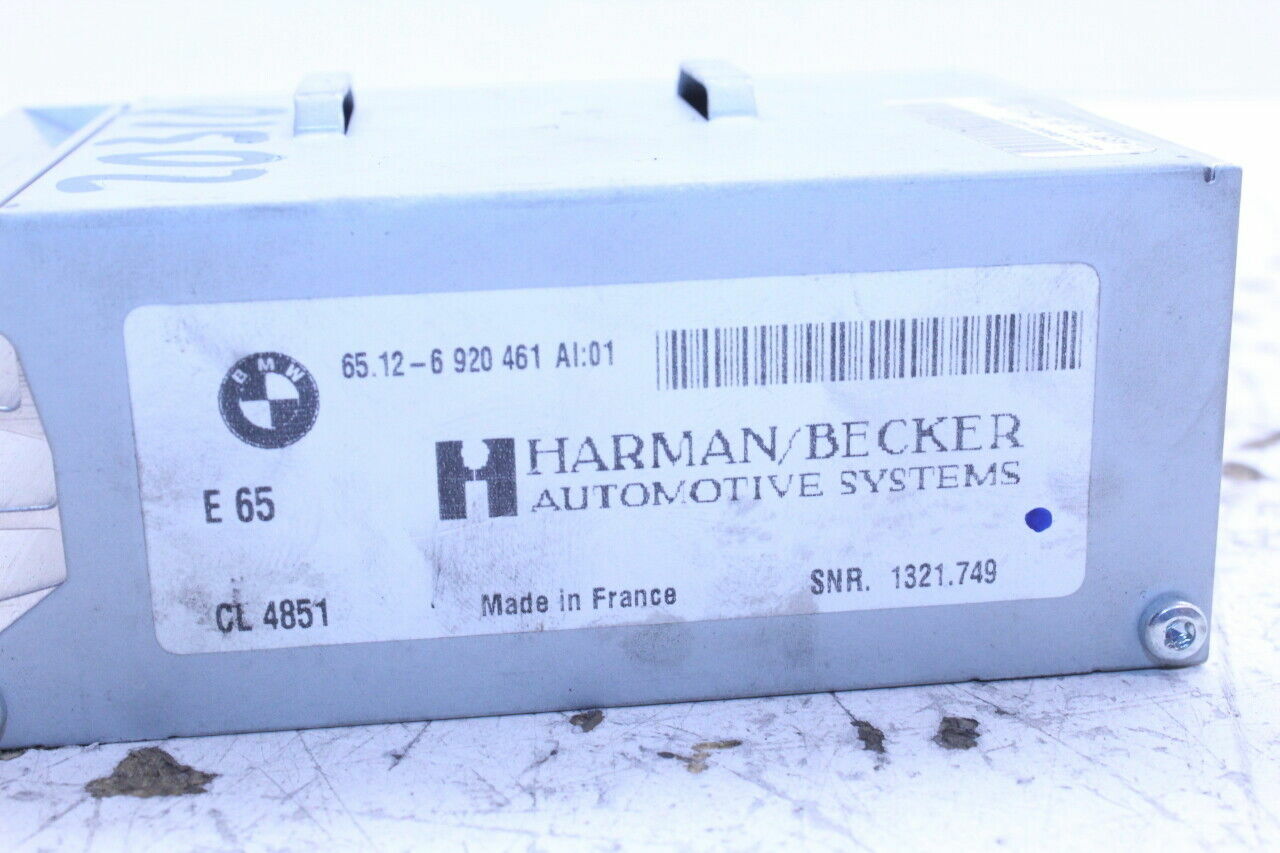 BMW
65.12-6 920 461 AI:01
HARMAN/BECKER
AUTOMOTIVE SYSTEMS
E 65
SNR. 1321.749
Made in France
CL 4851